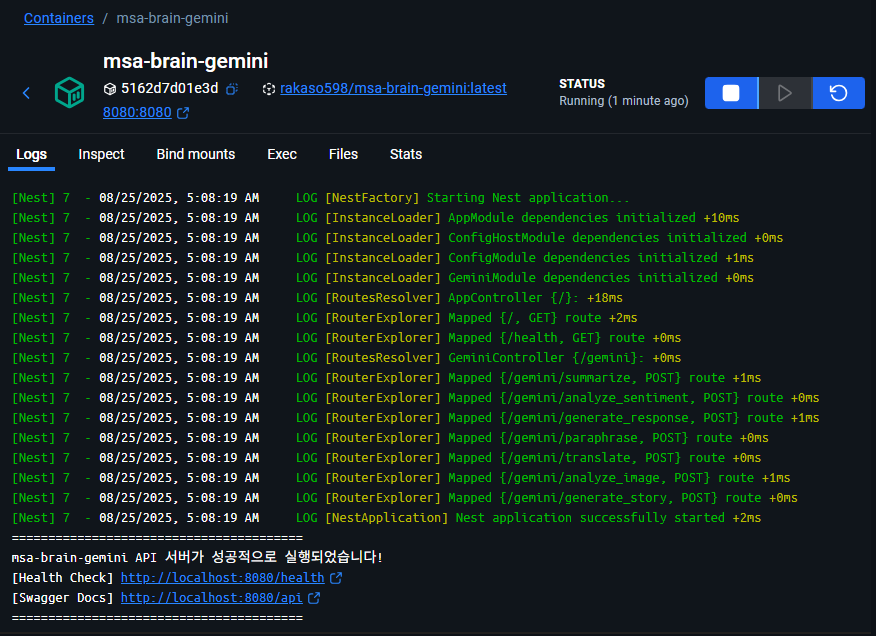 Containers / msa-brain-gemini
msa-brain-gemini
5162d7d01e3d rakaso598/msa-brain-gemini:latest
8080:8080
STATUS
Running (1 minute ago)
Logs Inspect Bind mounts Exec Files Stats
[Nest] 7  - 08/25/2025, 5:08:19 AM     LOG [NestFactory] Starting Nest application...
[Nest] 7  - 08/25/2025, 5:08:19 AM     LOG [InstanceLoader] AppModule dependencies initialized +10ms
[Nest] 7  - 08/25/2025, 5:08:19 AM     LOG [InstanceLoader] ConfigHostModule dependencies initialized +0ms
[Nest] 7  - 08/25/2025, 5:08:19 AM     LOG [InstanceLoader] ConfigModule dependencies initialized +1ms
[Nest] 7  - 08/25/2025, 5:08:19 AM     LOG [InstanceLoader] GeminiModule dependencies initialized +0ms
[Nest] 7  - 08/25/2025, 5:08:19 AM     LOG [RoutesResolver] AppController {/}: +18ms
[Nest] 7  - 08/25/2025, 5:08:19 AM     LOG [RouterExplorer] Mapped {/, GET} route +2ms
[Nest] 7  - 08/25/2025, 5:08:19 AM     LOG [RouterExplorer] Mapped {/health, GET} route +0ms
[Nest] 7  - 08/25/2025, 5:08:19 AM     LOG [RoutesResolver] GeminiController {/gemini}: +0ms
[Nest] 7  - 08/25/2025, 5:08:19 AM     LOG [RouterExplorer] Mapped {/gemini/summarize, POST} route +1ms
[Nest] 7  - 08/25/2025, 5:08:19 AM     LOG [RouterExplorer] Mapped {/gemini/analyze_sentiment, POST} route +0ms
[Nest] 7  - 08/25/2025, 5:08:19 AM     LOG [RouterExplorer] Mapped {/gemini/generate_response, POST} route +1ms
[Nest] 7  - 08/25/2025, 5:08:19 AM     LOG [RouterExplorer] Mapped {/gemini/paraphrase, POST} route +0ms
[Nest] 7  - 08/25/2025, 5:08:19 AM     LOG [RouterExplorer] Mapped {/gemini/translate, POST} route +0ms
[Nest] 7  - 08/25/2025, 5:08:19 AM     LOG [RouterExplorer] Mapped {/gemini/analyze_image, POST} route +1ms
[Nest] 7  - 08/25/2025, 5:08:19 AM     LOG [RouterExplorer] Mapped {/gemini/generate_story, POST} route +0ms
[Nest] 7  - 08/25/2025, 5:08:19 AM     LOG [NestApplication] Nest application successfully started +2ms
========================================
msa-brain-gemini API 서버가 성공적으로 실행되었습니다!
[Health Check] http://localhost:8080/health
[Swagger Docs] http://localhost:8080/api
========================================